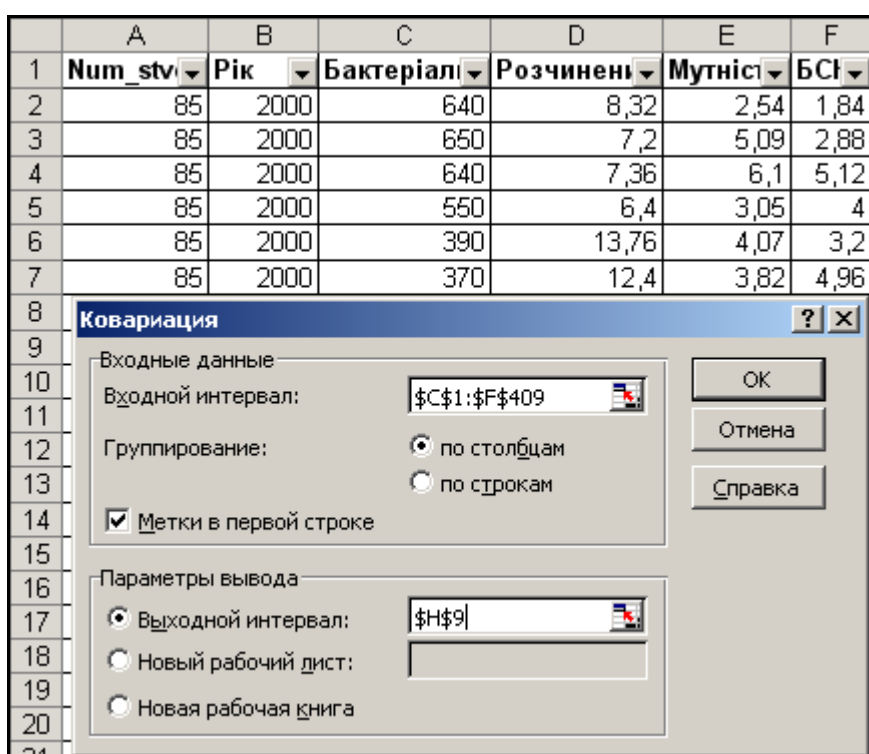 A B C D E F
1 Num_stv Рік Бактеріал Розчинен Мутніст БСН
2 85 2000 640 8,32 2,54 1,84
3 85 2000 650 7,2 5,09 2,88
4 85 2000 640 7,36 6,1 5,12
5 85 2000 550 6,4 3,05 4
6 85 2000 390 13,76 4,07 3,2
7 85 2000 370 12,4 3,82 4,96
8
Ковариация
9
Входные данные
10
Входной интервал: $C$1:$F$409
ОК
11
12
Группирование: по столбцам
Отмена
13
по строкам
Справка
14
Метки в первой строке
15
16
Параметры вывода
17
Выходной интервал: $H$9
18
Новый рабочий лист:
19
Новая рабочая книга
20